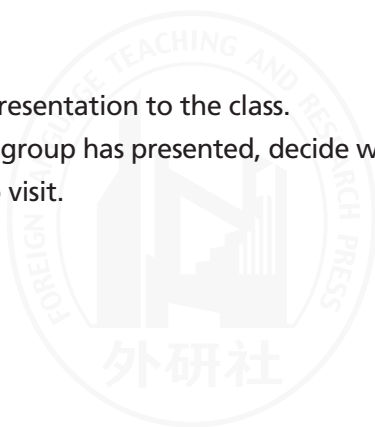 resentation to the class.
group has presented, decide w
visit.
FOREIGN LANGUAGE TEACHING AND RESEARCH PRESS
外研社